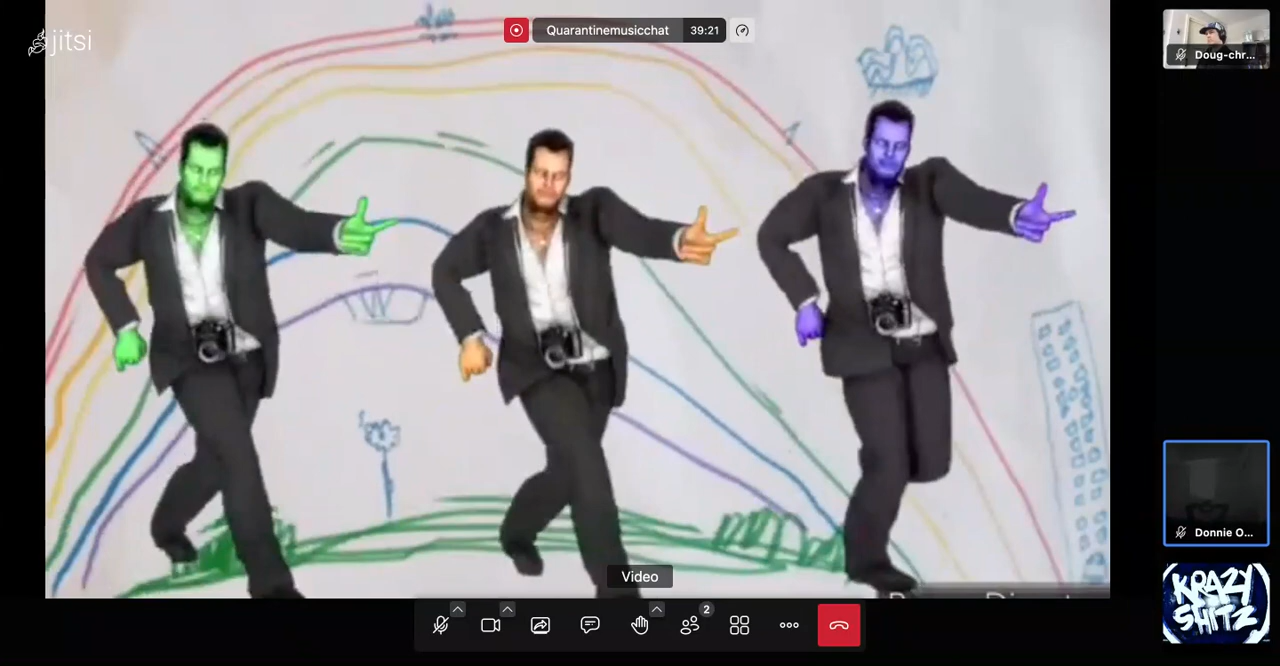 jitsi
Quarantinemusicchat 39:21
Doug-chr...
Donnie O...
KRAZY
SHITZ
Video
2